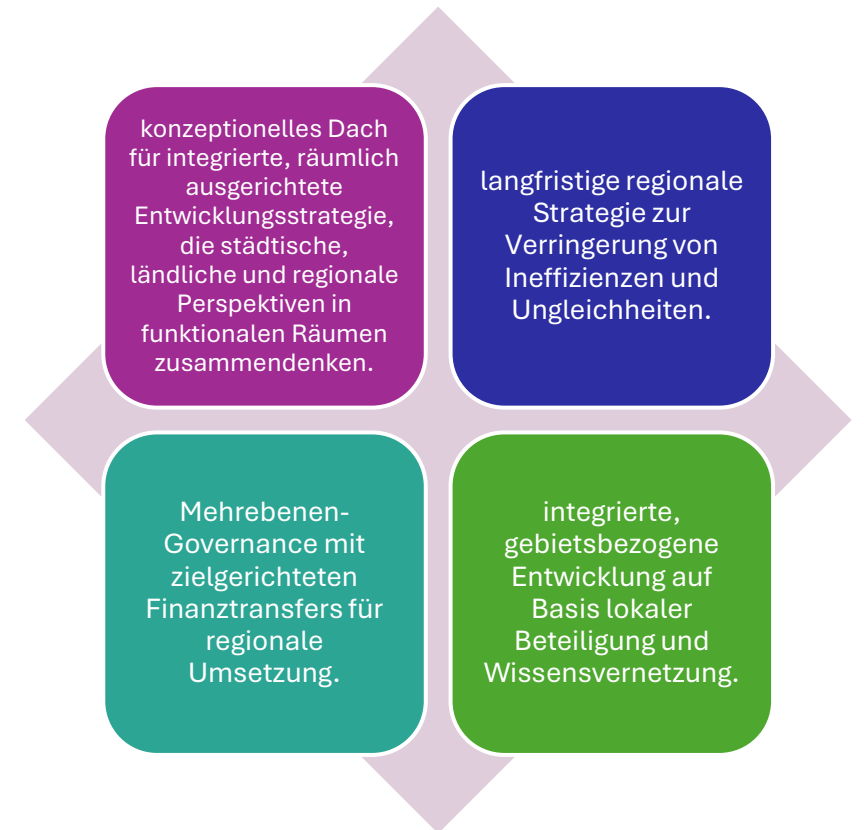 konzeptionelles Dach
für integrierte, räumlich
ausgerichtete
Entwicklungsstrategie,
die städtische,
ländliche und regionale
Perspektiven in
funktionalen Räumen
zusammendenken.
langfristige regionale
Strategie zur
Verringerung von
Ineffizienzen und
Ungleichheiten.
Mehrebenen-
Governance mit
zielgerichteten
Finanztransfers für
regionale
Umsetzung.
integrierte,
gebietsbezogene
Entwicklung auf
Basis lokaler
Beteiligung und
Wissensvernetzung.